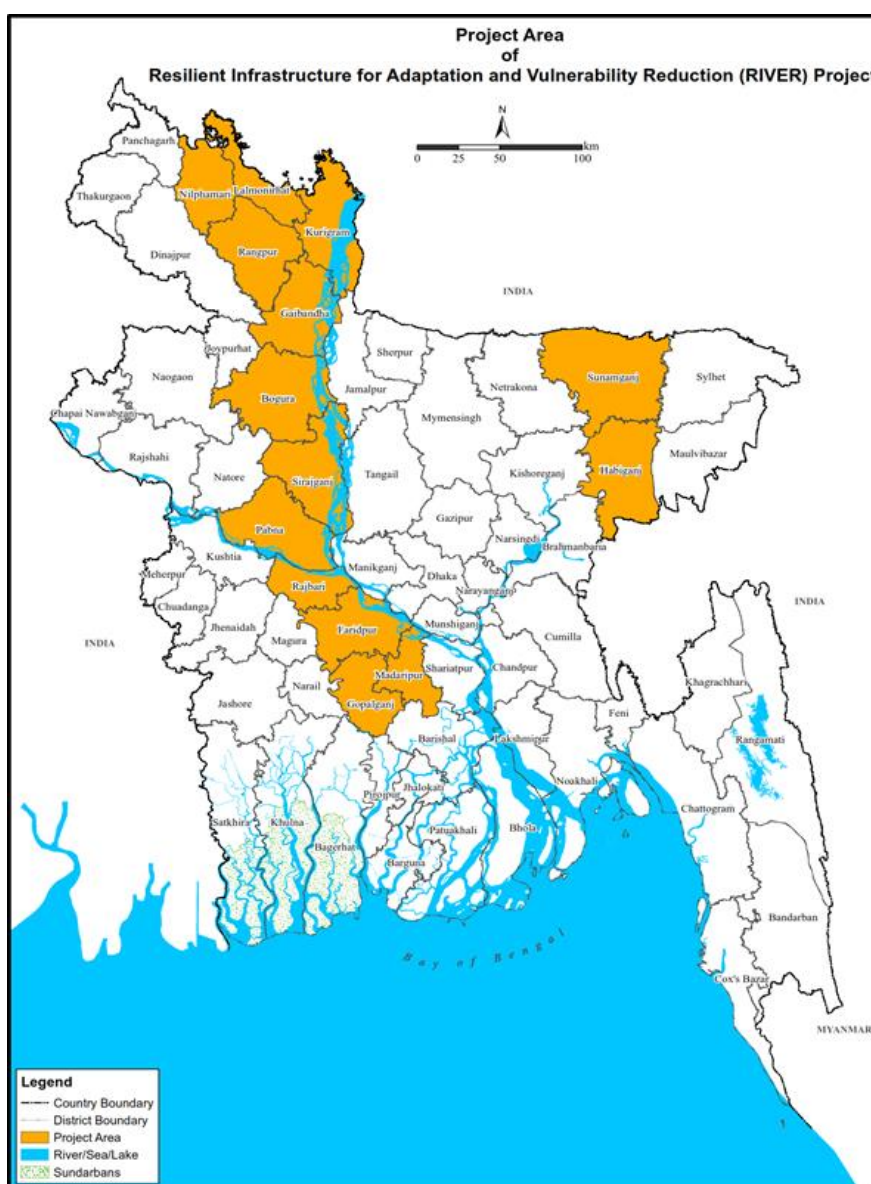 Project Area
of
Resilient Infrastructure for Adaptation and Vulnerability Reduction (RIVER) Project
N
0 25 50 100
km
Panchagarh
Thakurgaon
Nilphamari
Lalmonirhat
Dinajpur
Rangpur
Kurigram
INDIA
Gaibandha
Joypurhat
Sherpur
Naogaon
Bogura
Jamalpur
Netrakona
Sunamganj
Sylhet
Mymensingh
Chapai Nawabganj
Rajshahi
Natore
Sirajganj
Tangail
Kishoreganj
Habiganj
Maulvibazar
Pabna
Gazipur
Narsingdi
Brahmanbaria
Kushtia
Manikganj
Dhaka
Meherpur
Rajbari
Narayanganj
Chuadanga
Jhenaidah
Magura
Faridpur
Munshiganj
Cumilla
INDIA
INDIA
Madaripur
Shariatpur
Chandpur
Khagrachhari
Jashore
Narail
Gopalganj
Feni
Barishal
Lakshmipur
Rangamati
Noakhali
Jhalokati
Pirojpur
Chattogram
Satkhira
Khulna
Bagerhat
Patuakhali
Bhola
Barguna
Bandarban
Bay of Bengal
Cox's Bazar
MYANMAR
Legend
Country Boundary
District Boundary
Project Area
River/Sea/Lake
Sundarbans